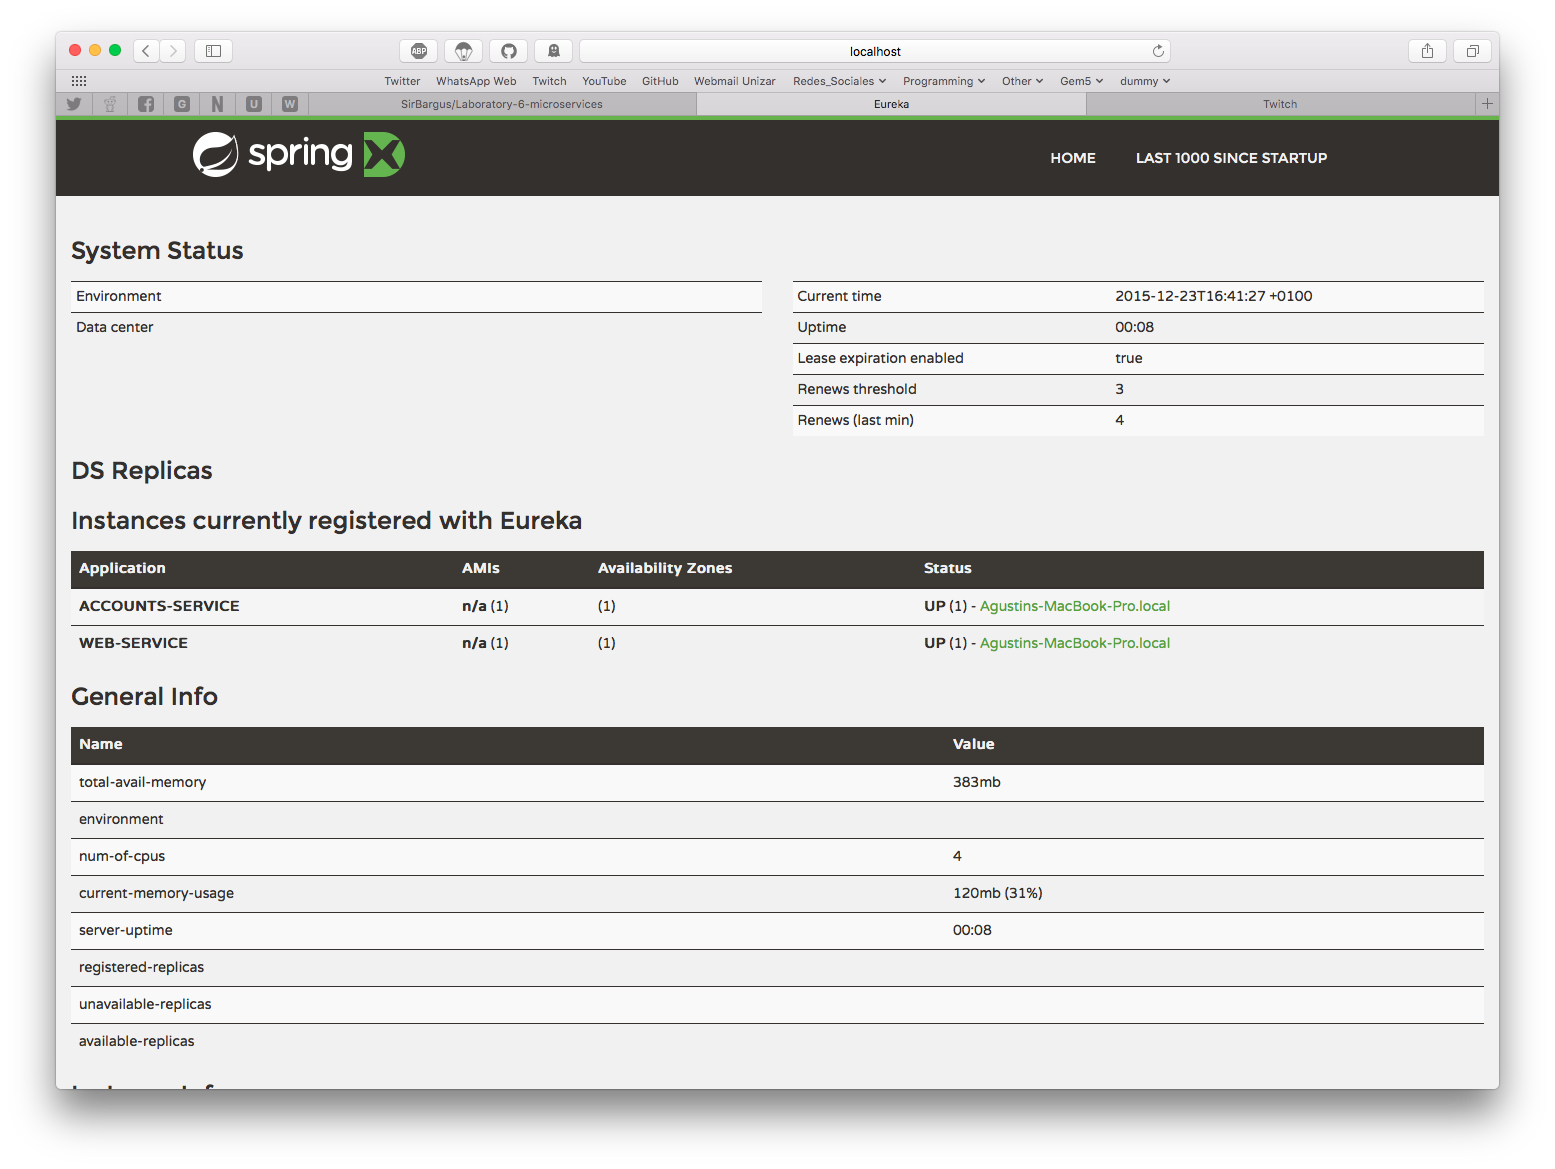 ABP
localhost
Twitter WhatsApp Web Twitch YouTube GitHub Webmail Unizar Redes_Sociales Programming Other Gem5 dummy
G N U W SirBargus/Laboratory-6-microservices Eureka Twitch
spring
HOME LAST 1000 SINCE STARTUP
System Status
Environment
Data center
Current time 2015-12-23T16:41:27 +0100
Uptime 00:08
Lease expiration enabled true
Renews threshold 3
Renews (last min) 4
DS Replicas
Instances currently registered with Eureka
Application AMIs Availability Zones Status
ACCOUNTS-SERVICE n/a (1) (1) UP (1) - Agustins-MacBook-Pro.local
WEB-SERVICE n/a (1) (1) UP (1) - Agustins-MacBook-Pro.local
General Info
Name Value
total-avail-memory 383mb
environment
num-of-cpus 4
current-memory-usage 120mb (31%)
server-uptime 00:08
registered-replicas
unavailable-replicas
available-replicas